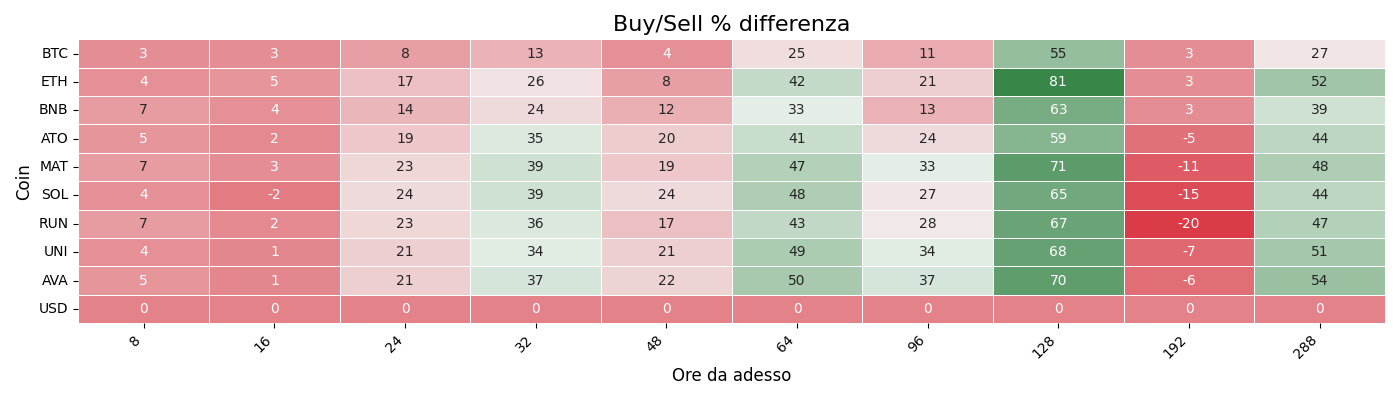 Buy/Sell % differenza
Coin
BTC 3 3 8 13 4 25 11 55 3 27
ETH 4 5 17 26 8 42 21 81 3 52
BNB 7 4 14 24 12 33 13 63 3 39
ATO 5 2 19 35 20 41 24 59 -5 44
MAT 7 3 23 39 19 47 33 71 -11 48
SOL 4 -2 24 39 24 48 27 65 -15 44
RUN 7 2 23 36 17 43 28 67 -20 47
UNI 4 1 21 34 21 49 34 68 -7 51
AVA 5 1 21 37 22 50 37 70 -6 54
USD 0 0 0 0 0 0 0 0 0 0
8 16 24 32 48 64 96 128 192 288
Ore da adesso